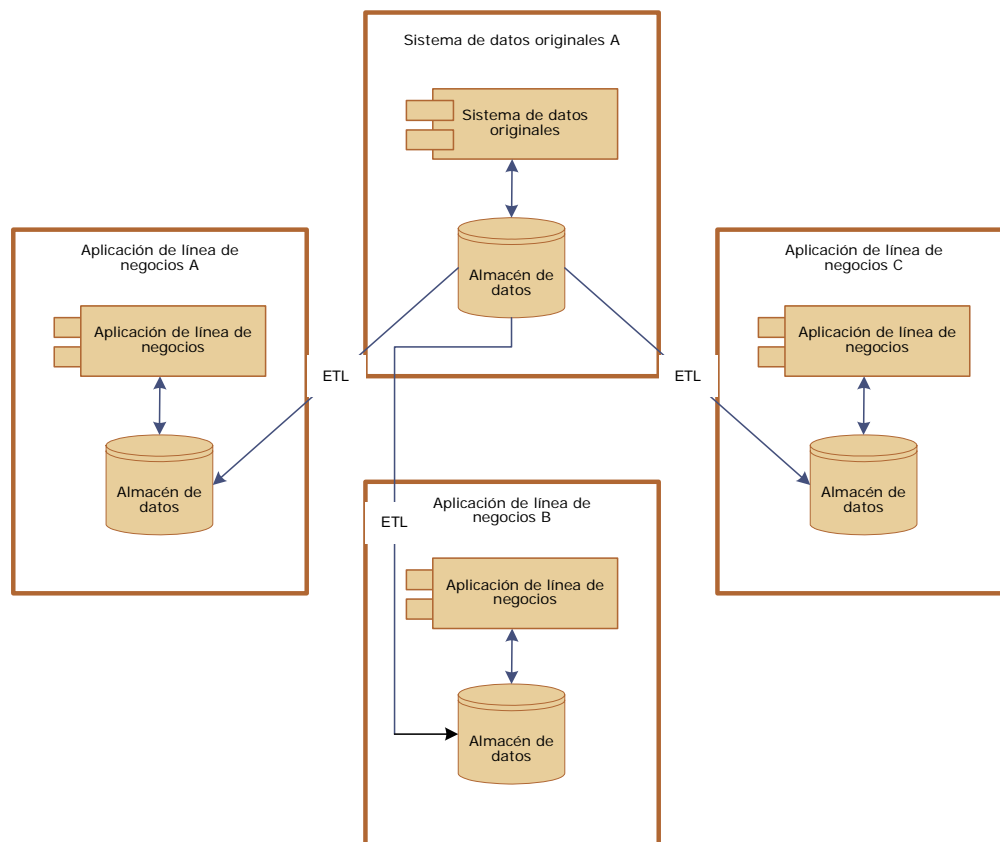 Sistema de datos originales A
Sistema de datos
originales
Almacén de
datos
Aplicación de línea de
negocios A
Aplicación de línea de
negocios
Almacén de
datos
Aplicación de línea de
negocios C
Aplicación de línea de
negocios
Almacén de
datos
ETL
ETL
Aplicación de línea de
negocios B
ETL
Aplicación de línea de
negocios
Almacén de
datos